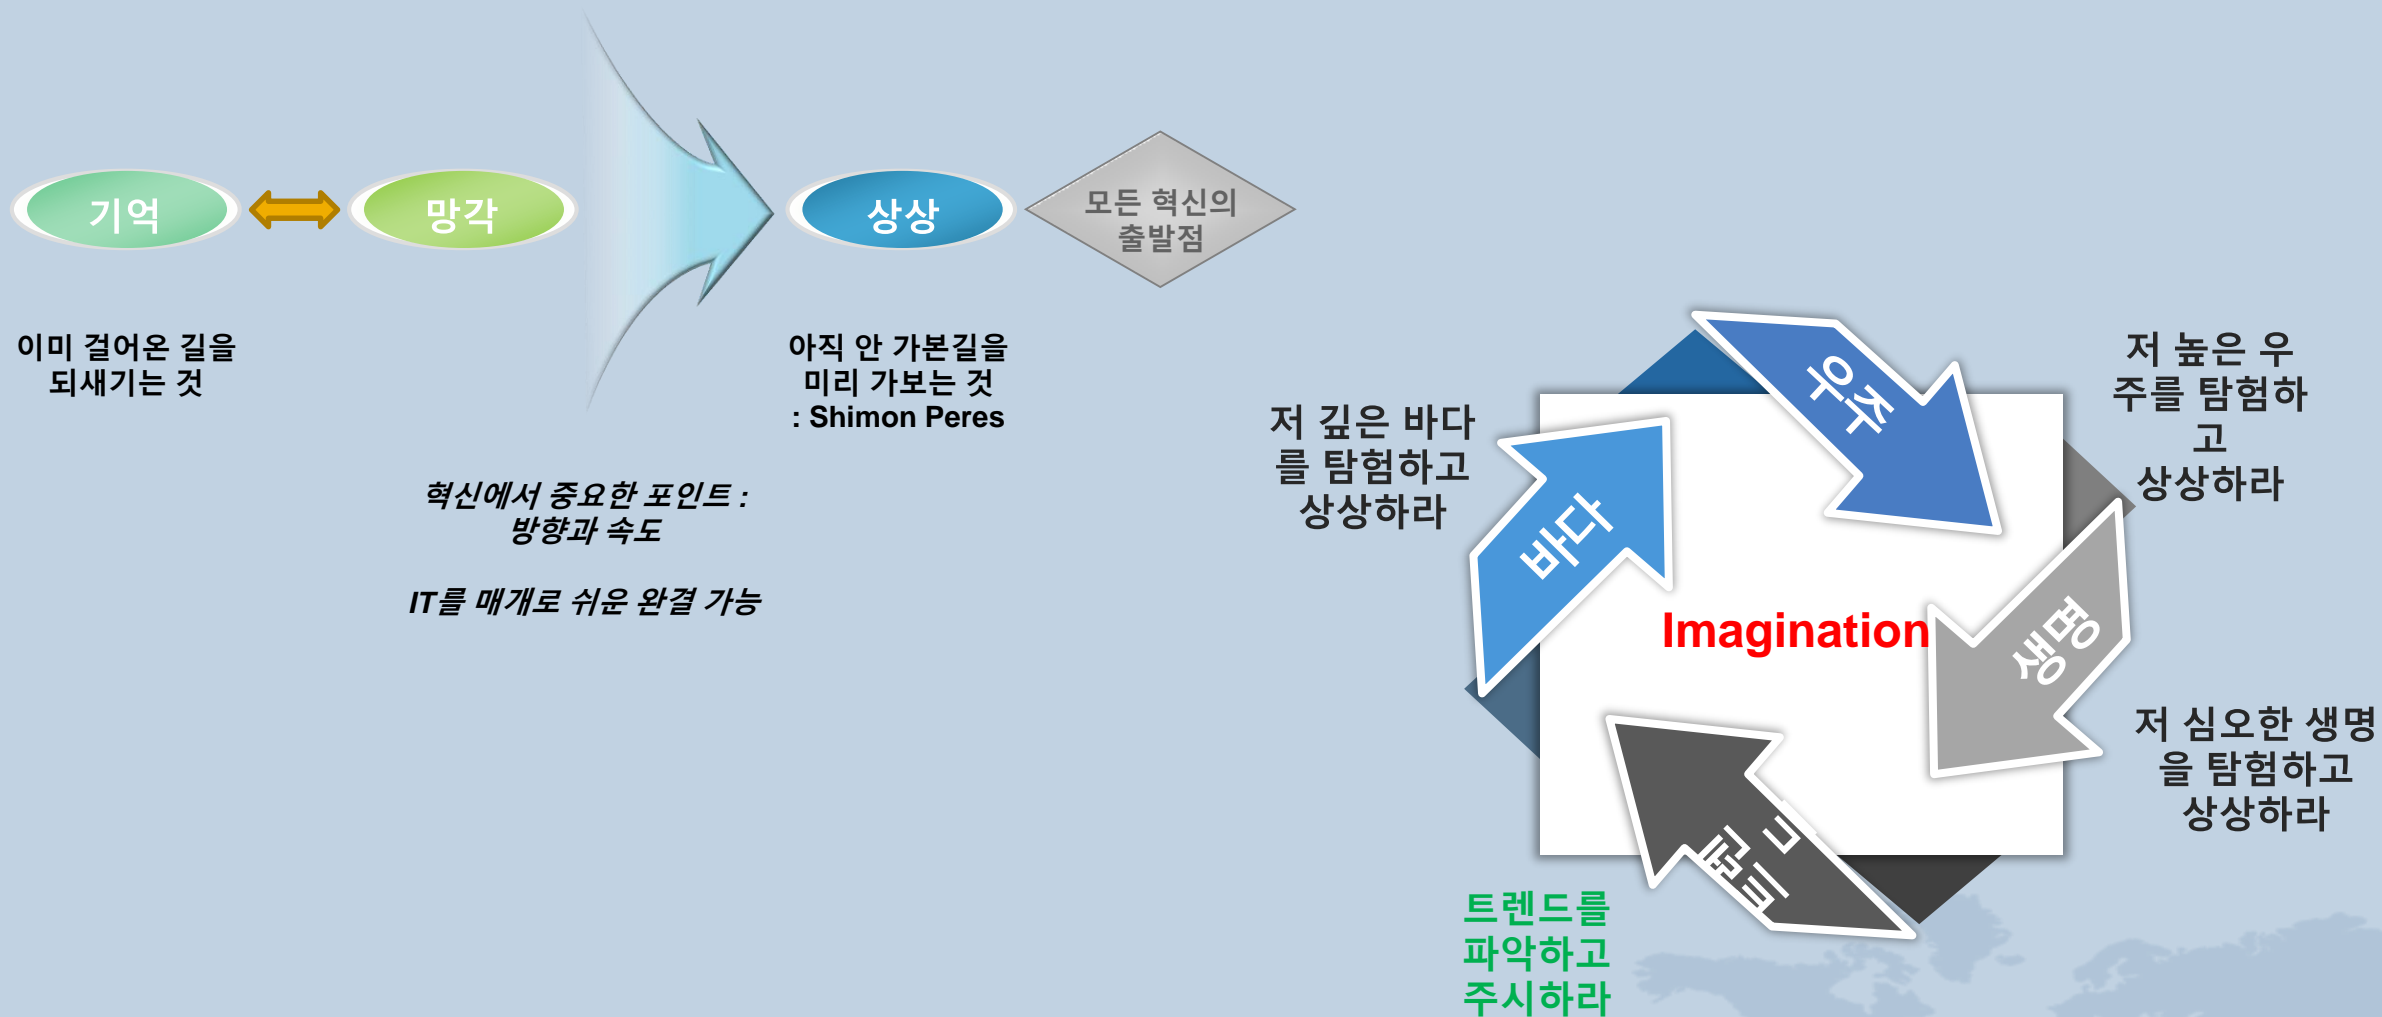 기억
망각
상상
모든 혁신의
출발점
이미 걸어온 길을
되새기는 것
아직 안 가본길을
미리 가보는 것
: Shimon Peres
혁신에서 중요한 포인트 :
방향과 속도
IT를 매개로 쉬운 완결 가능
저 깊은 바다
를 탐험하고
상상하라
바다
우주
저 높은 우
주를 탐험하
고
상상하라
Imagination
생명
저 심오한 생명
을 탐험하고
상상하라
트렌드를
파악하고
주시하라